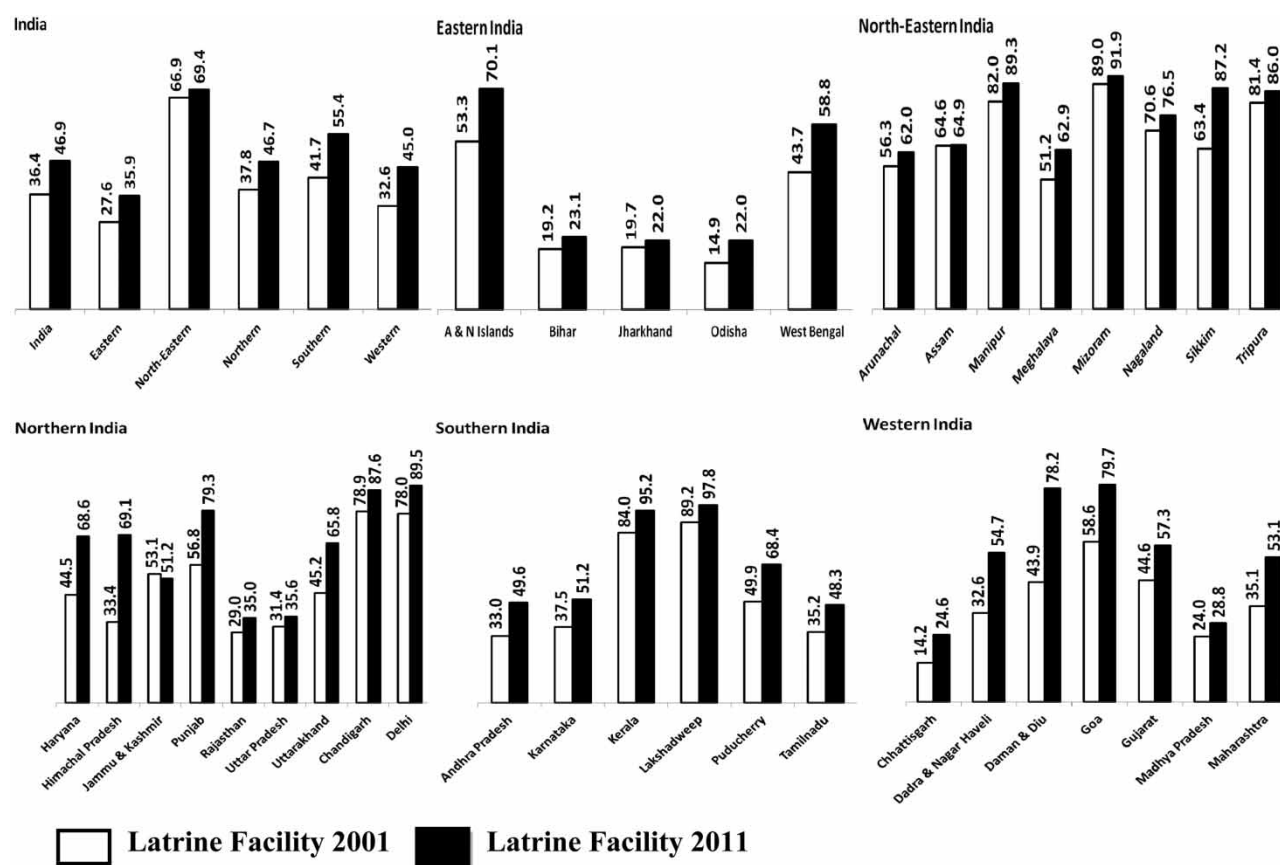 India
36.4 46.9
27.6 35.9
66.9 69.4
37.8 46.7
41.7 55.4
32.6 45.0
India
Eastern
North-Eastern
Northern
Southern
Western
Eastern India
53.3 70.1
19.2 23.1
19.7 22.0
14.9 22.0
43.7 58.8
A & N Islands Bihar Jharkhand Odisha West Bengal
North-Eastern India
56.3 62.0
64.6 64.9
82.0 89.3
51.2 62.9
89.0 91.9
70.6 76.5
63.4 87.2
81.4 86.0
Arunachal
Assam
Manipur
Meghalaya
Mizoram
Nagaland
Sikkim
Tripura
Northern India
44.5 68.6
33.4 69.1
53.1 51.2
56.8 79.3
29.0 35.0
31.4 35.6
45.2 65.8
78.9 87.6
78.0 89.5
Haryana
Himachal Pradesh
Jammu & Kashmir
Punjab
Rajasthan
Uttar Pradesh
Uttarakhand
Chandigarh
Delhi
Southern India
33.0 49.6
37.5 51.2
84.0 95.2
89.2 97.8
49.9 68.4
35.2 48.3
Andhra Pradesh
Karnataka
Kerala
Lakshadweep
Puducherry
Tamilnadu
Western India
14.2 24.6
32.6 54.7
43.9 78.2
58.6 79.7
44.6 57.3
24.0 28.8
35.1 53.1
Chhattisgarh
Dadra & Nagar Haveli
Daman & Diu
Goa
Gujarat
Madhya Pradesh
Maharashtra
Latrine Facility 2001 Latrine Facility 2011